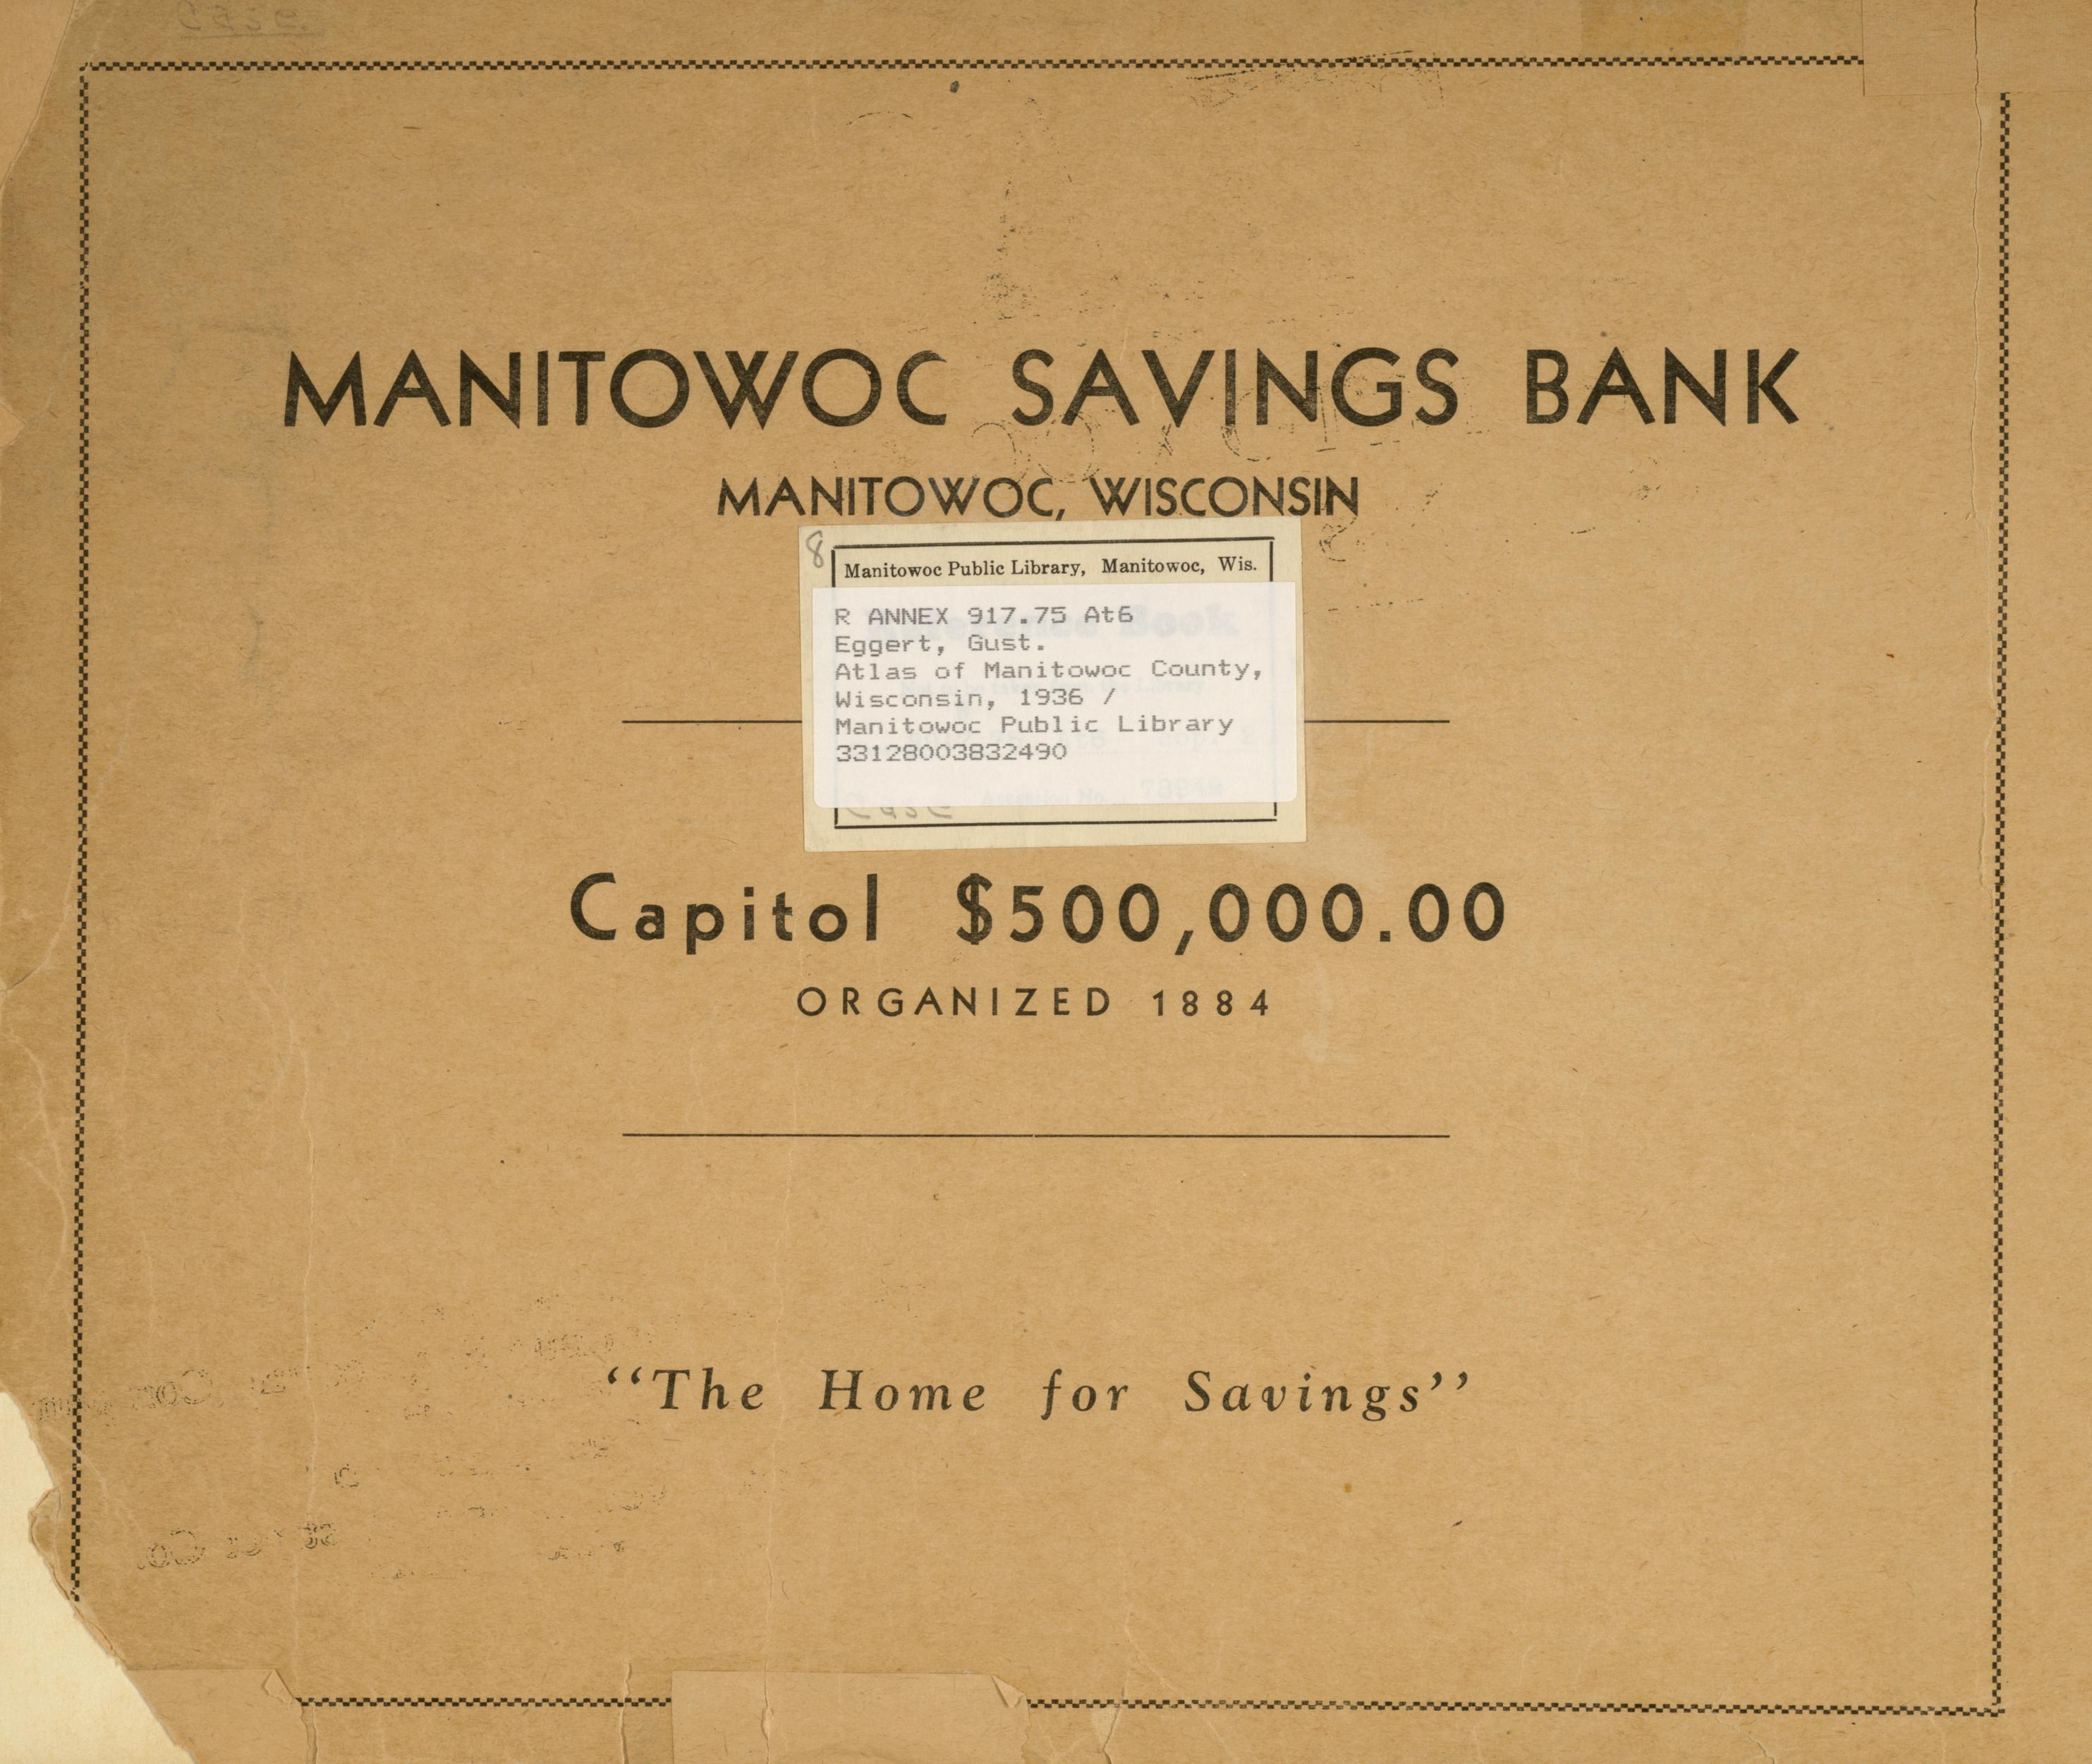 MANITOWOC SAVINGS BANK
MANITOWOC, WISCONSIN
8
Manitowoc Public Library, Manitowoc, Wis.
R ANNEX 917.75 At6
Eggert, Gust.
Atlas of Manitowoc County,
Wisconsin, 1936 /
Manitowoc Public Library
33128003832490
Capitol $500,000.00
ORGANIZED 1884
“The Home for Savings”